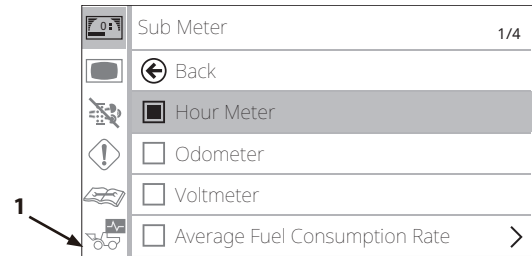 Sub Meter
1/4
Back
Hour Meter
Odometer
Voltmeter
Average Fuel Consumption Rate
1